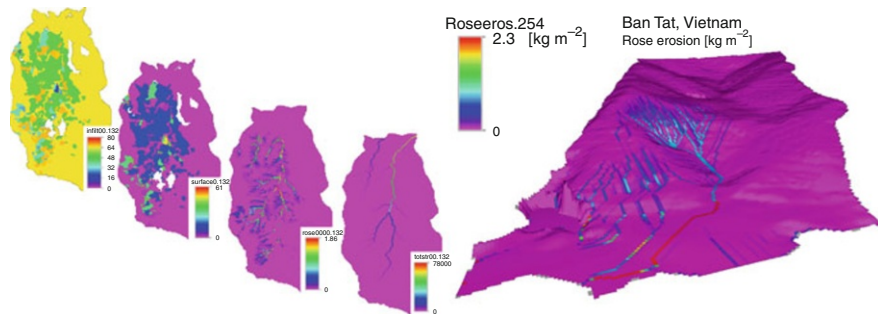 infilt00.132
80
64
48
32
16
0
surface0.132
61
0
rose0000.132
1.86
0
totstr00.132
78000
0
Roseeros.254
2.3 [kg m⁻²]
0
Ban Tat, Vietnam
Rose erosion [kg m⁻²]